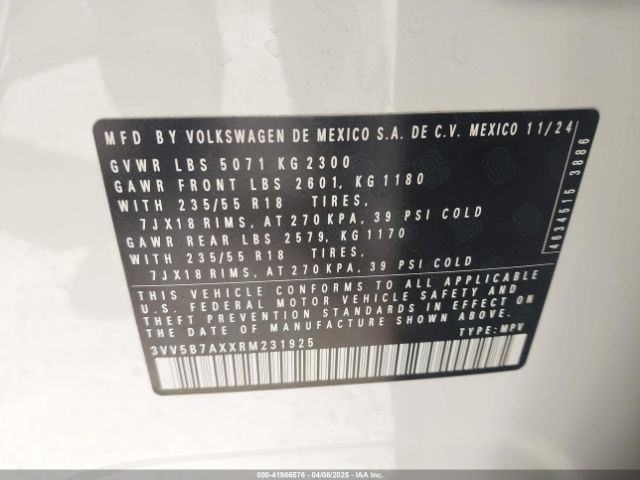 MFD BY VOLKSWAGEN DE MEXICO S.A. DE C.V. MEXICO 11/24
GVWR LBS 5071 KG 2300
GAWR FRONT LBS 2601, KG 1180
WITH 235/55 R18 TIRES,
7JX18 RIMS, AT 270 KPA, 39 PSI COLD
GAWR REAR LBS 2579, KG 1170
WITH 235/55 R18 TIRES,
7JX18 RIMS, AT 270 KPA, 39 PSI COLD
THIS VEHICLE CONFORMS TO ALL APPLICABLE
U.S. FEDERAL MOTOR VEHICLE SAFETY AND
THEFT PREVENTION STANDARDS IN EFFECT ON
THE DATE OF MANUFACTURE SHOWN ABOVE.
3VV5B7AXXRM231925 TYPE: MPV
4634515 3886
000-41986576 - 04/08/2025 - IAA Inc.